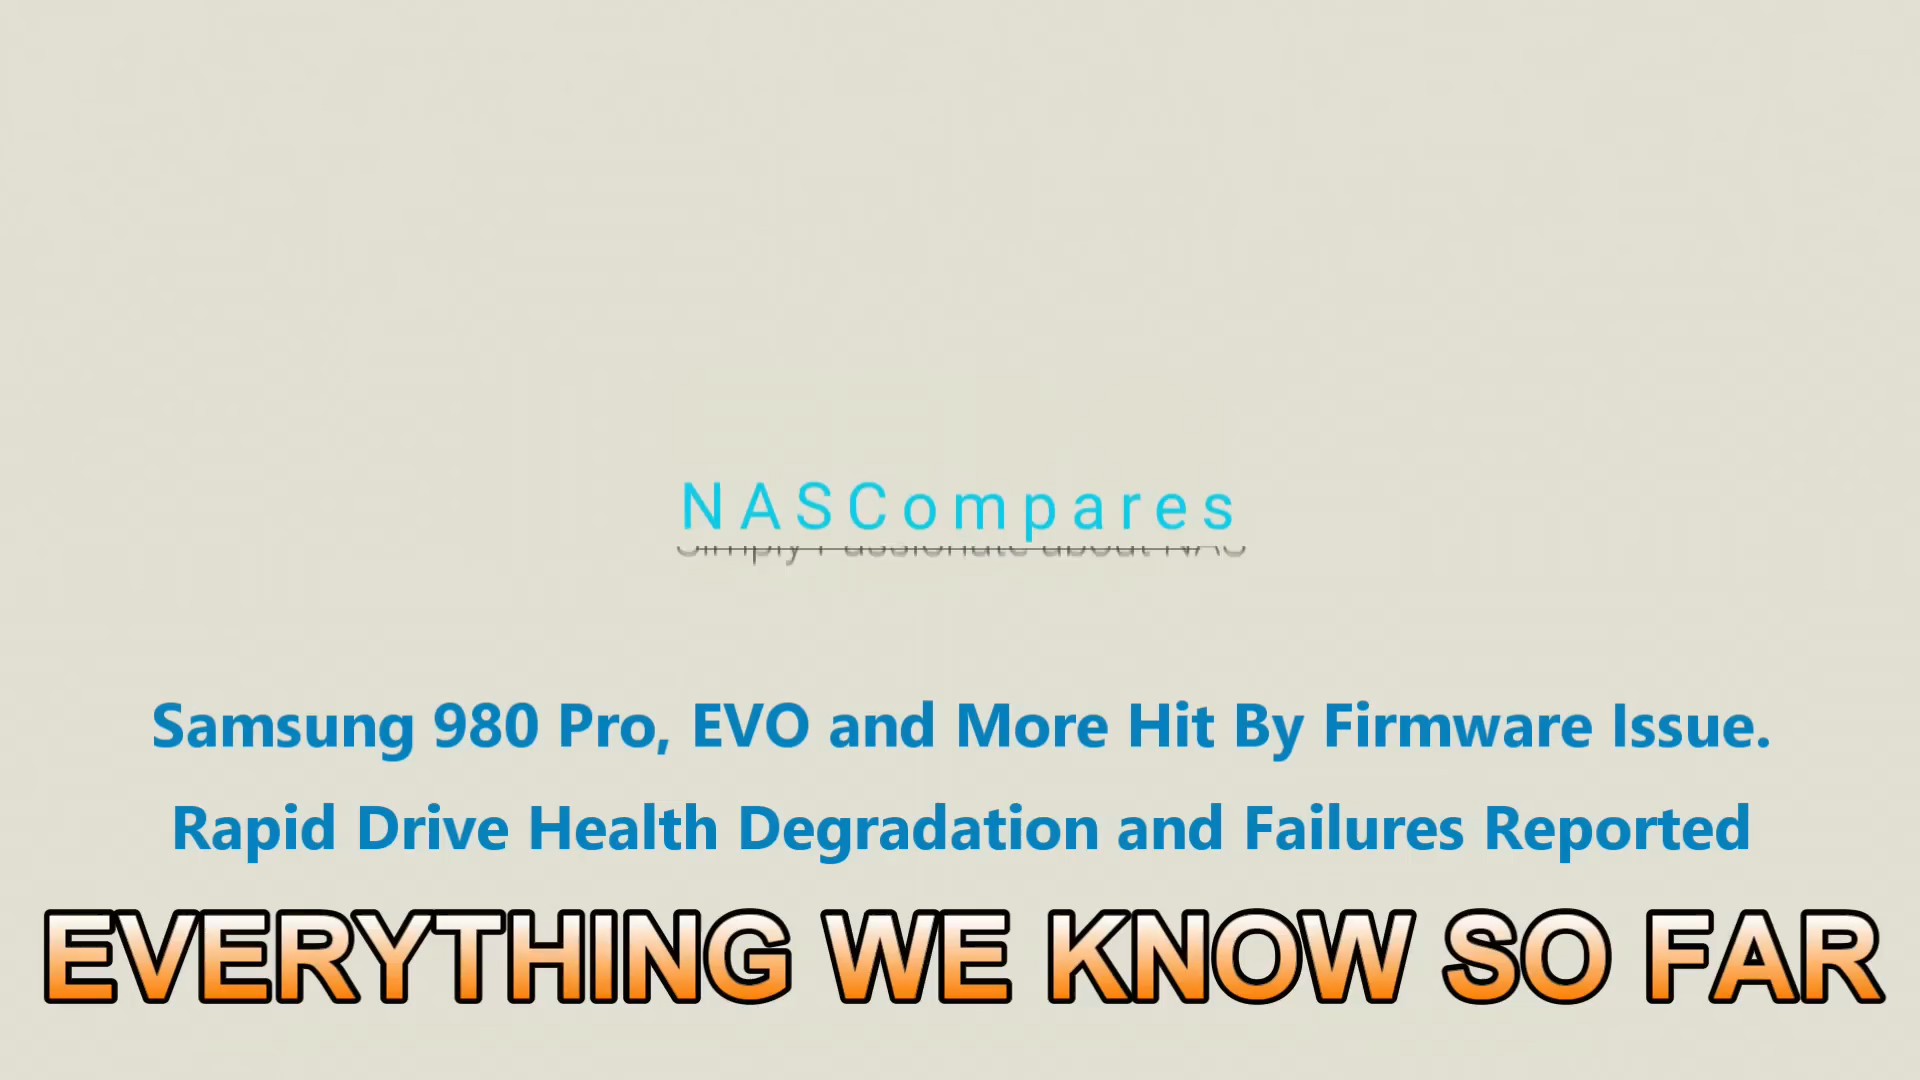 NASCompares
Samsung 980 Pro, EVO and More Hit By Firmware Issue.
Rapid Drive Health Degradation and Failures Reported
EVERYTHING WE KNOW SO FAR